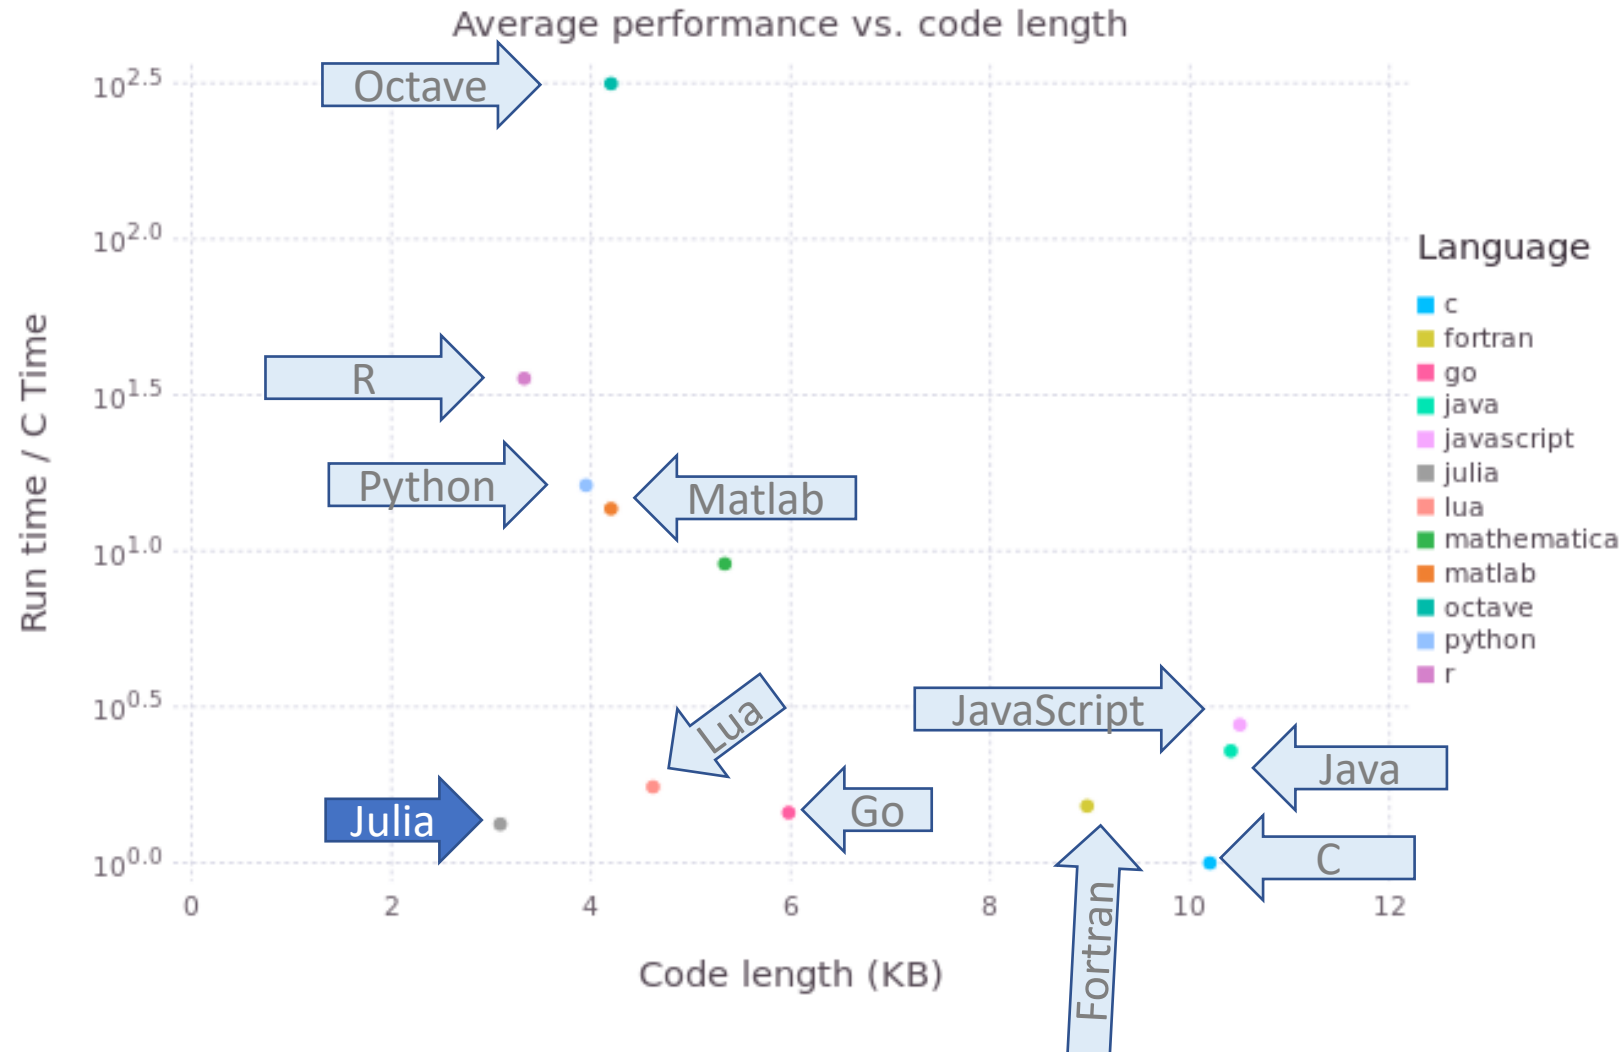 Average performance vs. code length
10^2.5
Octave
10^2.0
Language
c
fortran
go
java
javascript
julia
lua
mathematica
matlab
octave
python
r
R
10^1.5
Python
Matlab
10^1.0
Run time / C Time
10^0.5
Lua
JavaScript
Java
Julia
Go
C
10^0.0
Fortran
0 2 4 6 8 10 12
Code length (KB)